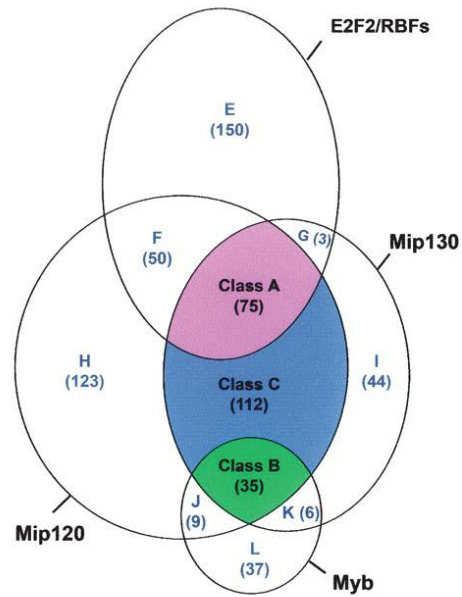 E2F2/RBFs
E
(150)
G (3)
Mip130
F
(50)
Class A
(75)
H
(123)
Class C
(112)
I
(44)
Class B
(35)
J
(9)
K (6)
Mip120
L
(37)
Myb